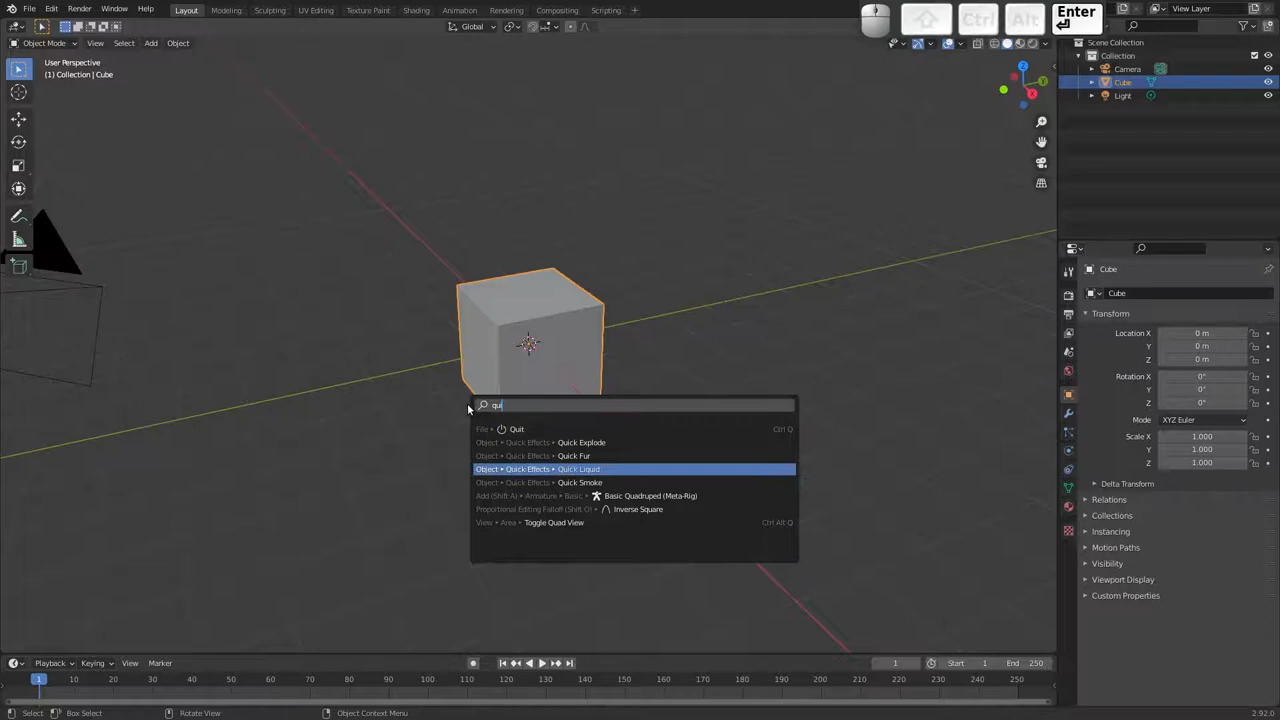 File Edit Render Window Help Layout Modeling Sculpting UV Editing Texture Paint Shading Animation Rendering Compositing Scripting
Ctrl Alt Enter
Scene View Layer
Global
Object Mode View Select Add Object
User Perspective
(1) Collection | Cube
Z
Y
X
Scene Collection
Collection
Camera
Cube
Light
qui
File Quit Ctrl Q
Object Quick Effects Quick Explode
Object Quick Effects Quick Fur
Object Quick Effects Quick Liquid
Object Quick Effects Quick Smoke
Add (Shift A) Armature Basic Basic Quadruped (Meta-Rig)
Proportional Editing Falloff (Shift O) Inverse Square
View Area Toggle Quad View Ctrl Alt Q
Cube
Cube
Transform
Location X 0 m
Y 0 m
Z 0 m
Rotation X 0°
Y 0°
Z 0°
Mode XYZ Euler
Scale X 1.000
Y 1.000
Z 1.000
Delta Transform
Relations
Collections
Instancing
Motion Paths
Visibility
Viewport Display
Custom Properties
Playback Keying View Marker 1 Start 1 End 250
1 10 20 30 40 50 60 70 80 90 100 110 120 130 140 150 160 170 180 190 200 210 220 230 240 250
Select Box Select Rotate View Object Context Menu 2.92.0